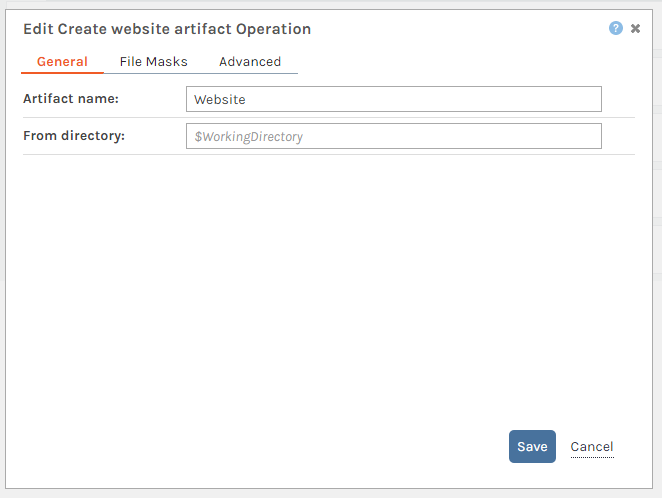 Edit Create website artifact Operation
General File Masks Advanced
Artifact name: Website
From directory: $WorkingDirectory
Save Cancel